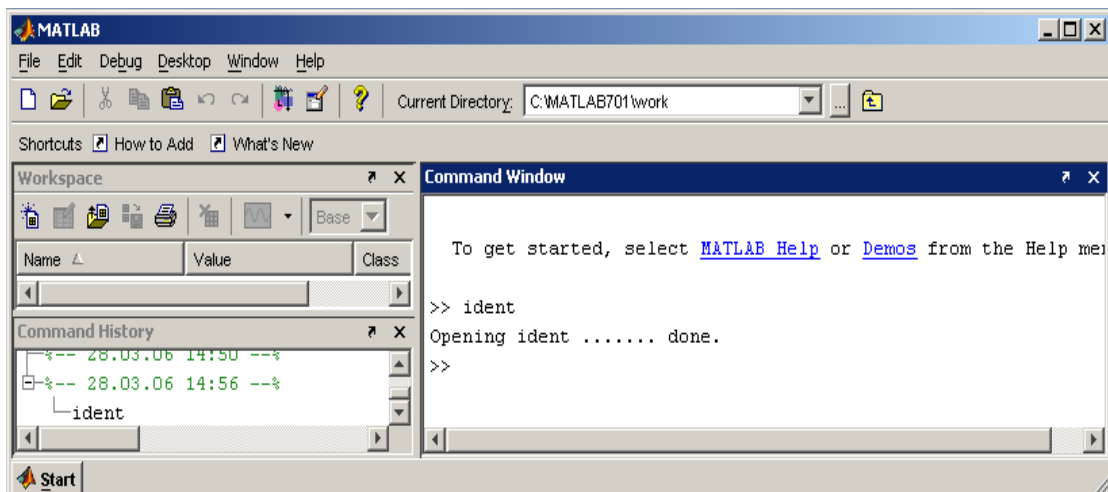 MATLAB
File Edit Debug Desktop Window Help
Current Directory: C:\MATLAB701\work
...
Shortcuts How to Add What's New
Workspace
Base
Name Value Class
Command History
%-- 28.03.06 14:50 --%
%-- 28.03.06 14:56 --%
ident
Command Window
To get started, select MATLAB Help or Demos from the Help
>> ident
Opening ident ....... done.
>>
Start